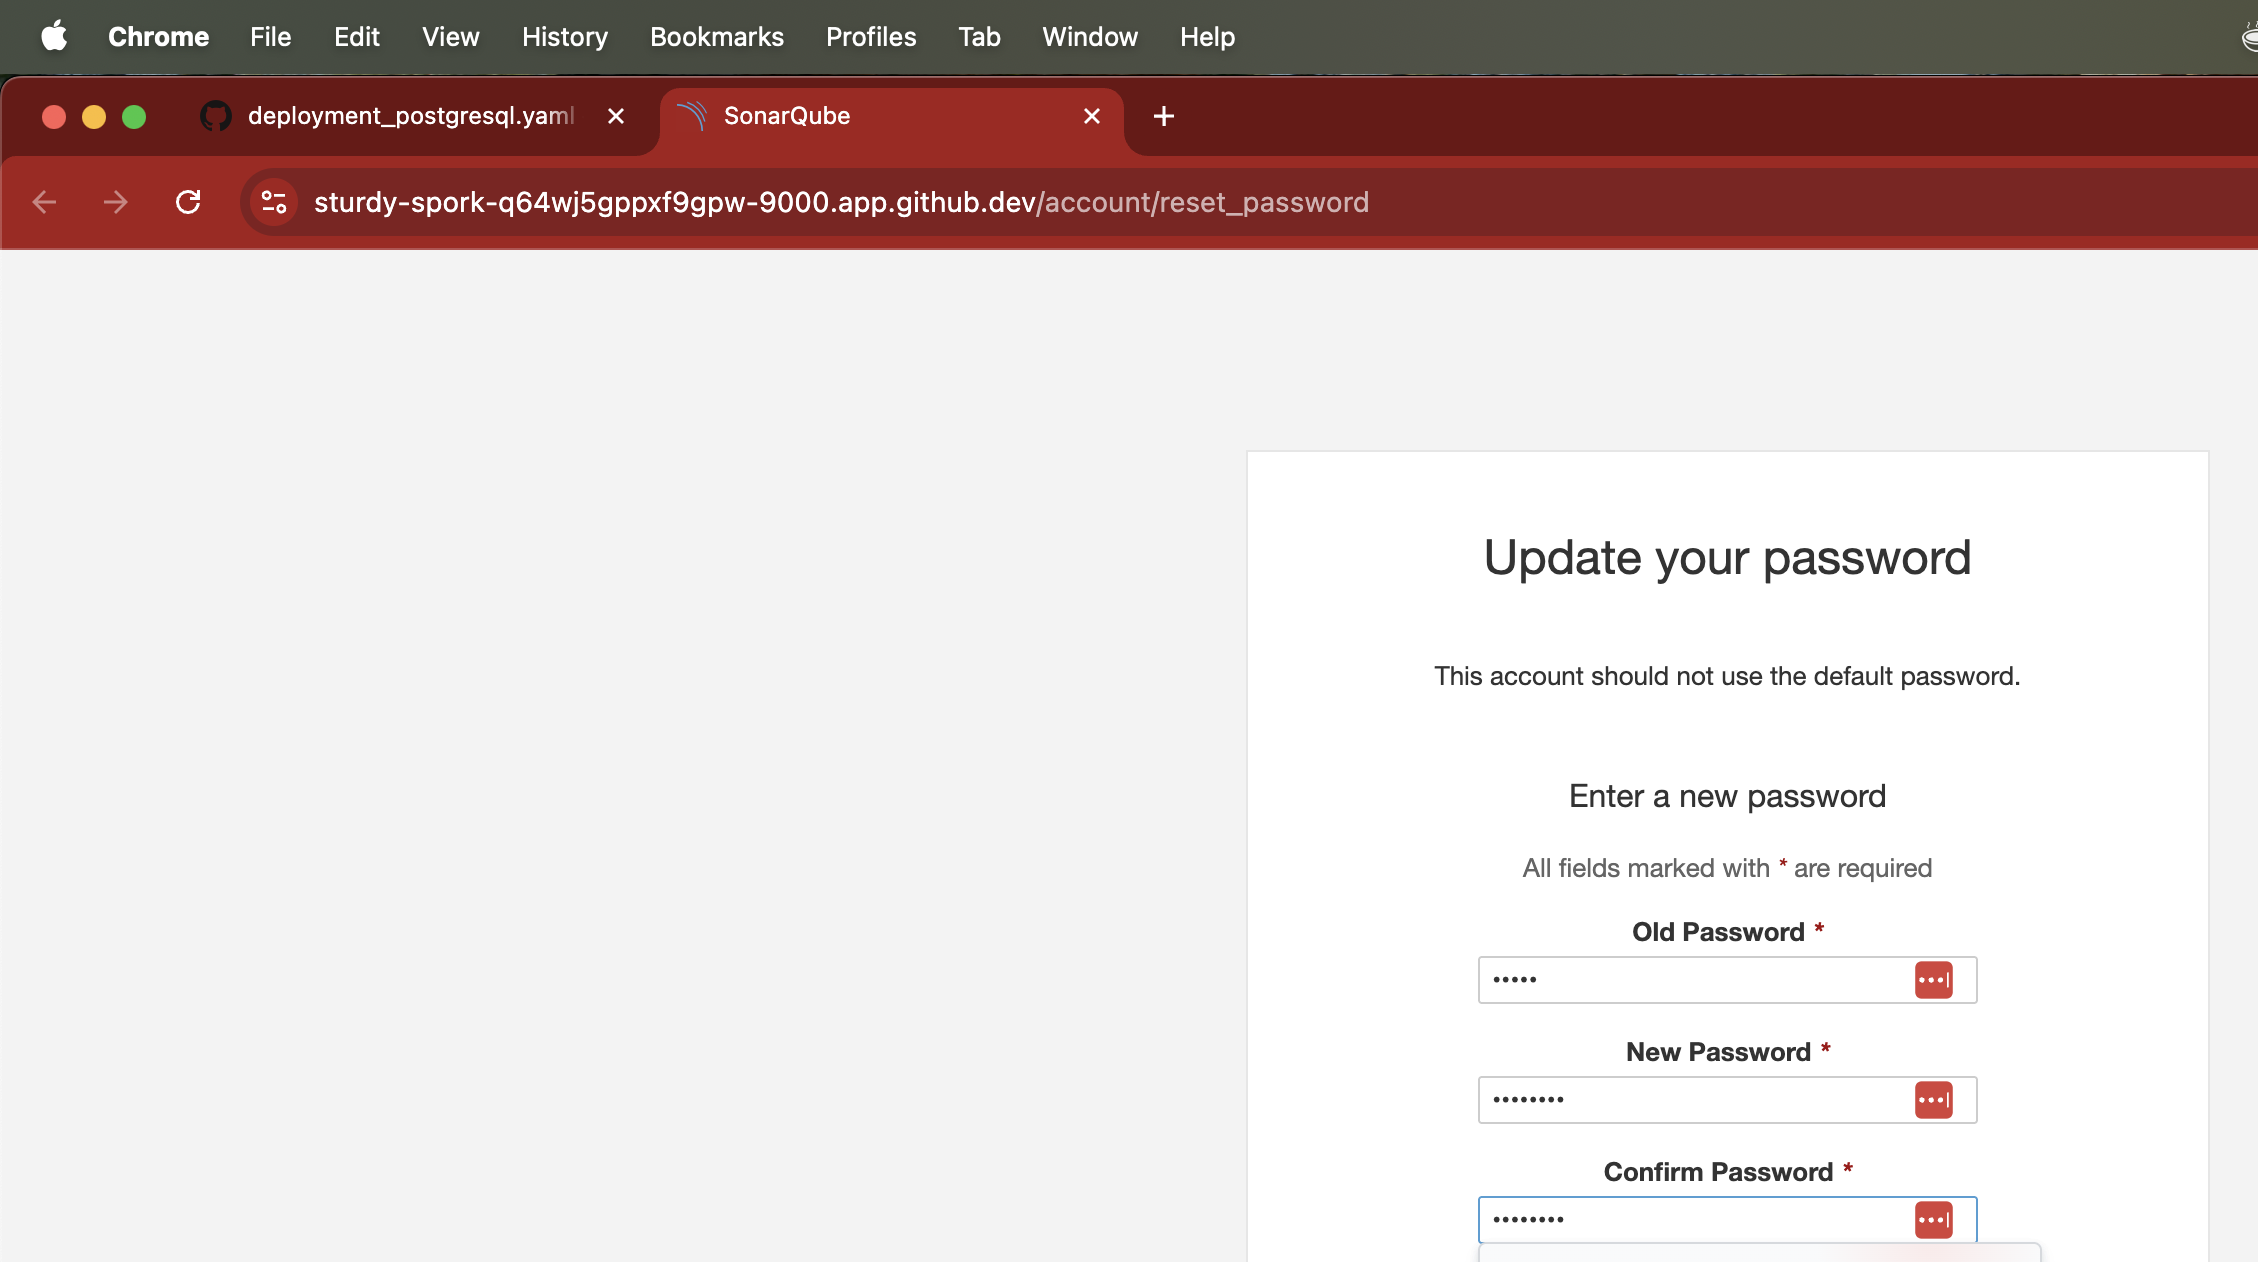 Chrome File Edit View History Bookmarks Profiles Tab Window Help
deployment_postgresql.yaml
SonarQube
sturdy-spork-q64wj5gppxf9gpw-9000.app.github.dev/account/reset_password
Update your password
This account should not use the default password.
Enter a new password
All fields marked with * are required
Old Password *
•••••
New Password *
••••••••
Confirm Password *
••••••••